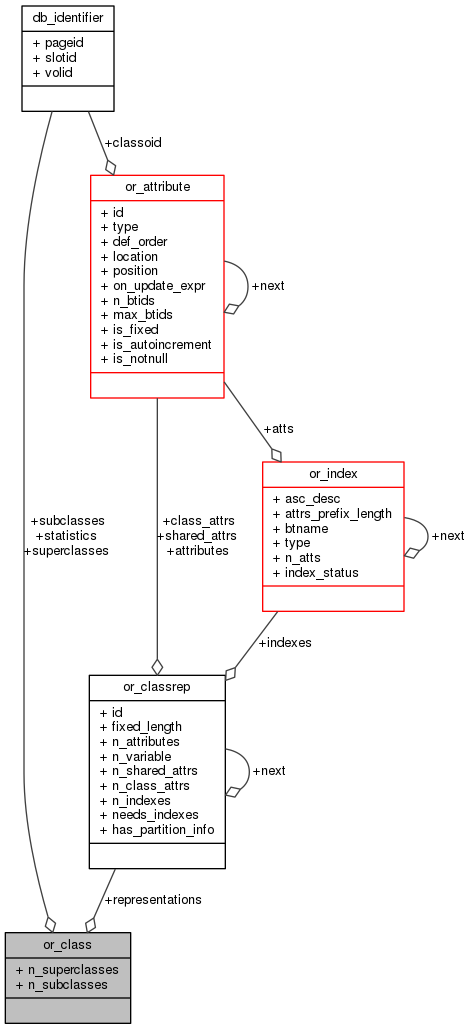 db_identifier
+ pageid
+ slotid
+ volid
+classoid
or_attribute
+ id
+ type
+ def_order
+ location
+ position
+ on_update_expr
+ n_btids
+ max_btids
+ is_fixed
+ is_autoincrement
+ is_notnull
+next
+atts
or_index
+ asc_desc
+ attrs_prefix_length
+ btname
+ type
+ n_atts
+ index_status
+next
+subclasses
+statistics
+superclasses
+class_attrs
+shared_attrs
+attributes
+indexes
or_classrep
+ id
+ fixed_length
+ n_attributes
+ n_variable
+ n_shared_attrs
+ n_class_attrs
+ n_indexes
+ needs_indexes
+ has_partition_info
+next
+representations
or_class
+ n_superclasses
+ n_subclasses